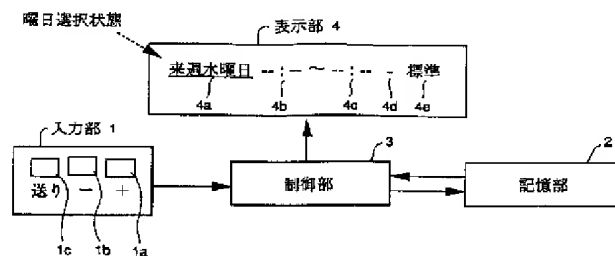 曜日選択状態
表示部 4
来週水曜日 --:-- ～ --:-- - 標準
4a 4b 4c 4d 4e
入力部 1
送り - +
1c 1b 1a
3
制御部
2
記憶部